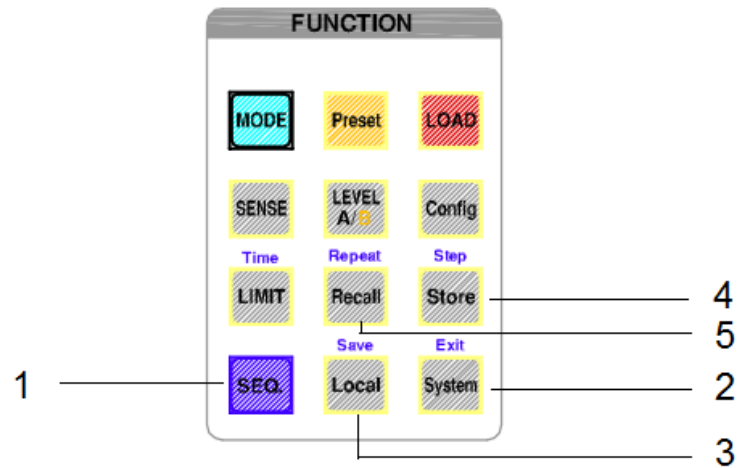 FUNCTION
MODE Preset LOAD
SENSE LEVEL A/B Config
Time Repeat Step
LIMIT Recall Store 4
5
Save Exit
1 SEQ. Local System 2
3